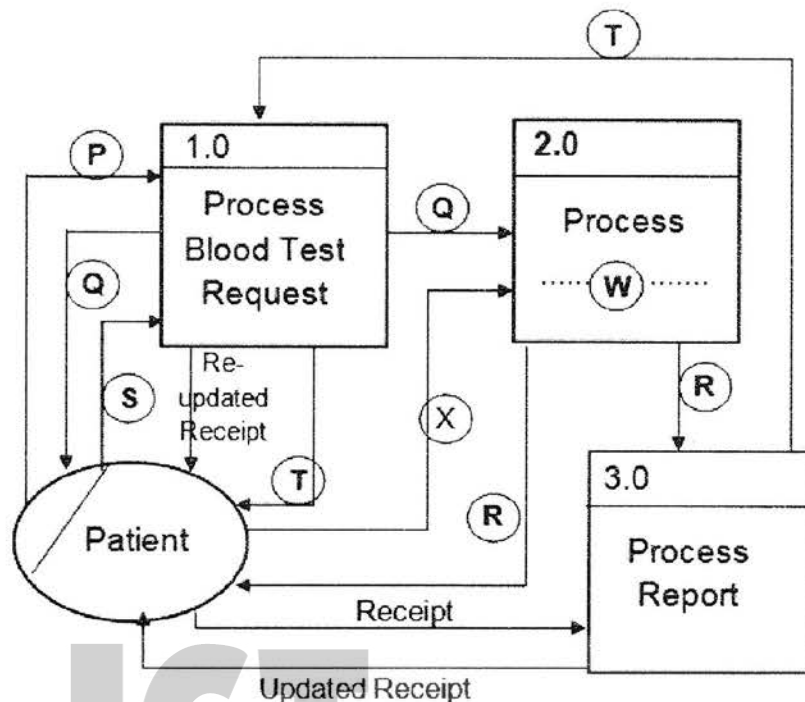 T
P
1.0
Process
Blood Test
Request
Q
2.0
Process
W
Q
S
Re-
updated
Receipt
X
R
T
R
3.0
Process
Report
Patient
Receipt
Updated Receipt